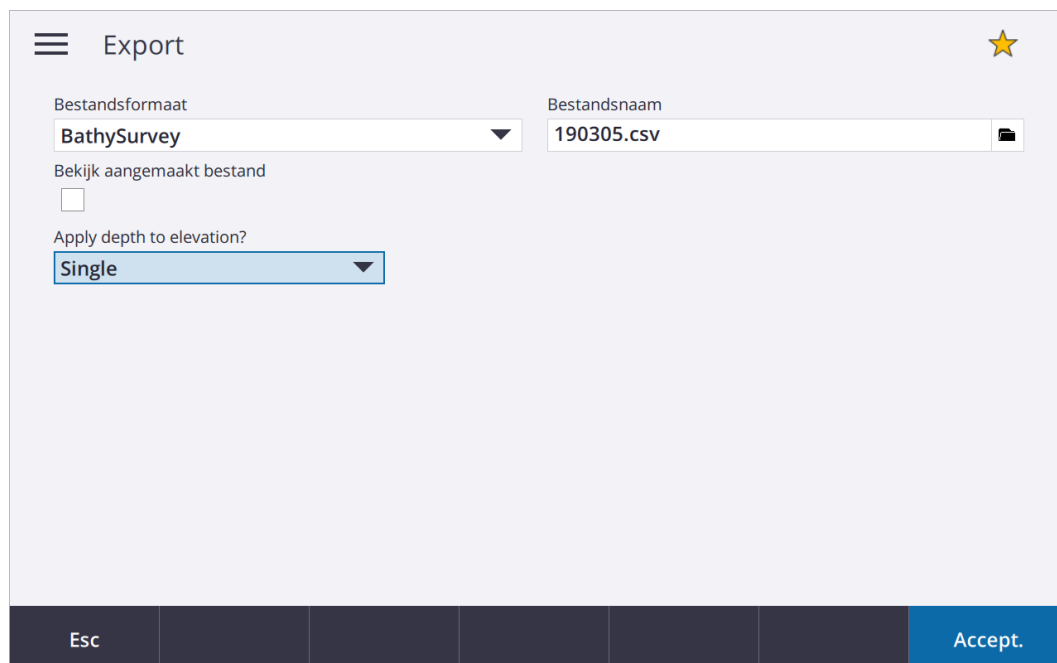 Export
Bestandsformaat
BathySurvey
Bestandsnaam
190305.csv
Bekijk aangemaakt bestand
Apply depth to elevation?
Single
Esc
Accept.